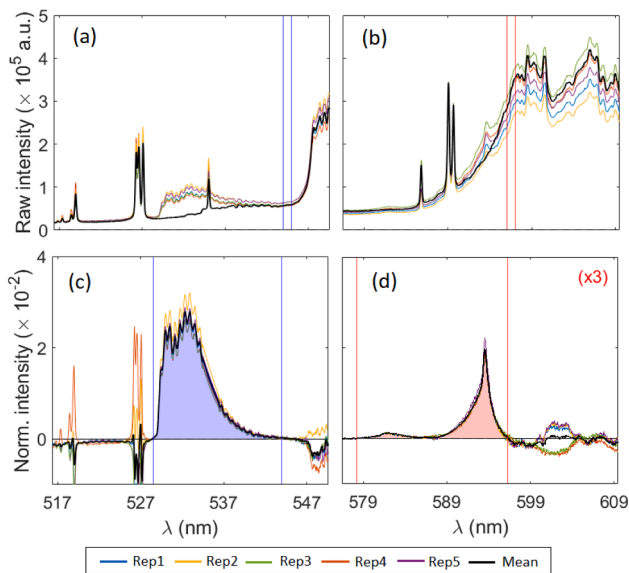 (a)
(b)
Raw intensity (× 10⁵ a.u.)
5
4
3
2
1
0
(c)
(d)
(x3)
Norm. intensity (× 10⁻²)
4
2
0
517 527 537 547
579 589 599 609
λ (nm)
λ (nm)
Rep1 Rep2 Rep3 Rep4 Rep5 Mean